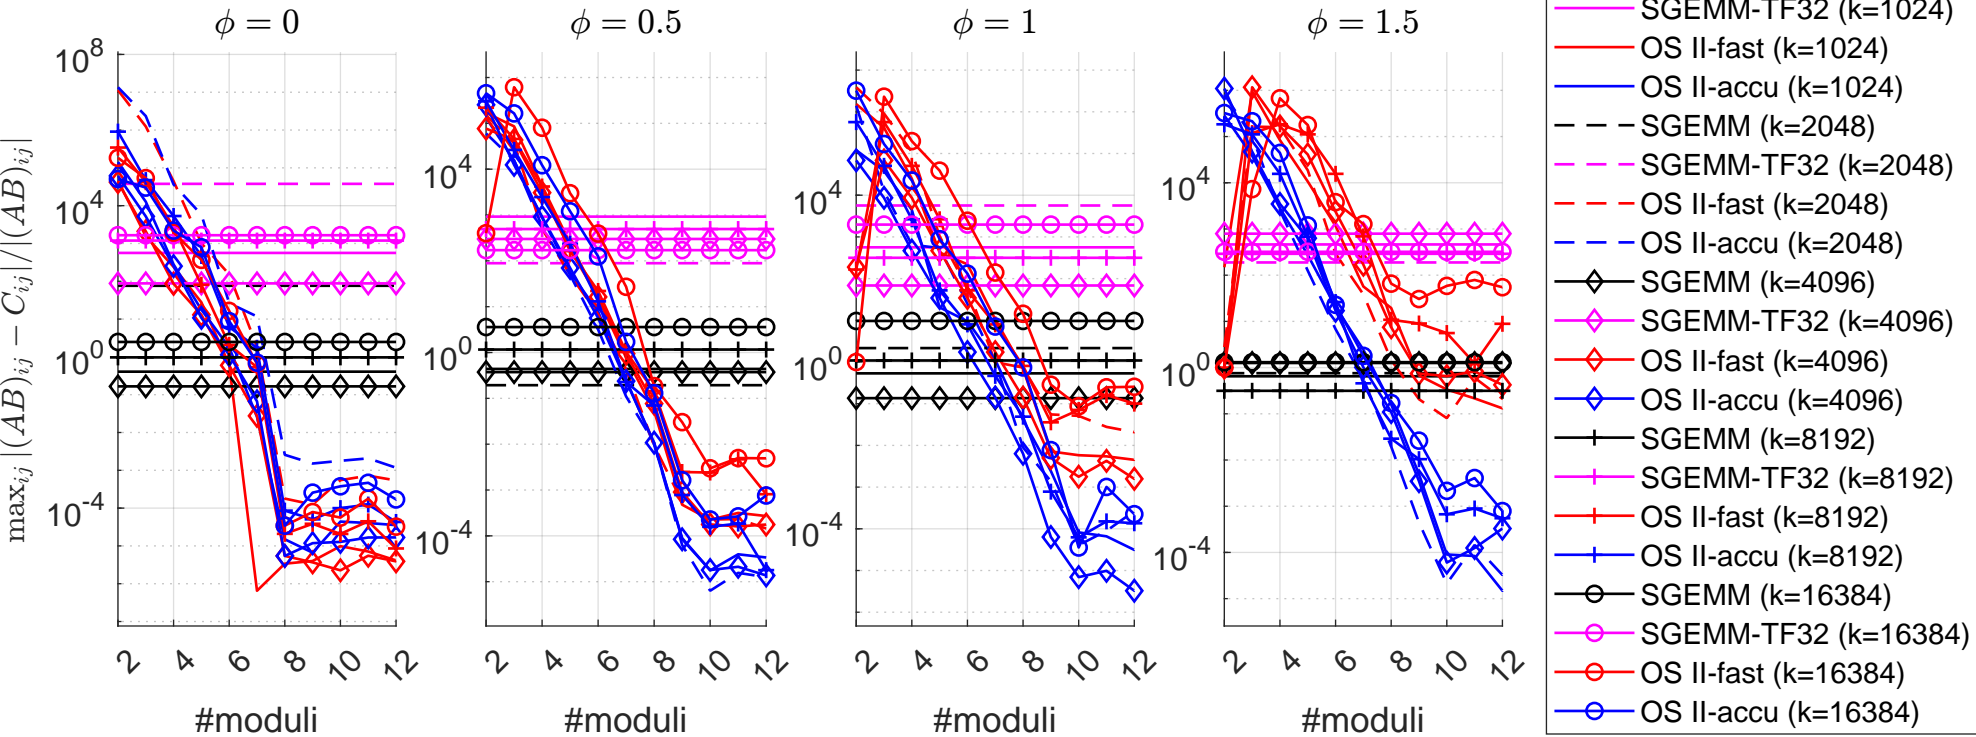 ϕ = 0
ϕ = 0.5
ϕ = 1
ϕ = 1.5
max_{ij} |(AB)_{ij} − C_{ij}|/|(AB)_{ij}|
10^8
10^4
10^0
10^-4
2 4 6 8 10 12
#moduli
10^4
10^0
10^-4
2 4 6 8 10 12
#moduli
10^4
10^0
10^-4
2 4 6 8 10 12
#moduli
10^4
10^0
10^-4
2 4 6 8 10 12
#moduli
SGEMM-TF32 (k=1024)
OS II-fast (k=1024)
OS II-accu (k=1024)
SGEMM (k=2048)
SGEMM-TF32 (k=2048)
OS II-fast (k=2048)
OS II-accu (k=2048)
SGEMM (k=4096)
SGEMM-TF32 (k=4096)
OS II-fast (k=4096)
OS II-accu (k=4096)
SGEMM (k=8192)
SGEMM-TF32 (k=8192)
OS II-fast (k=8192)
OS II-accu (k=8192)
SGEMM (k=16384)
SGEMM-TF32 (k=16384)
OS II-fast (k=16384)
OS II-accu (k=16384)